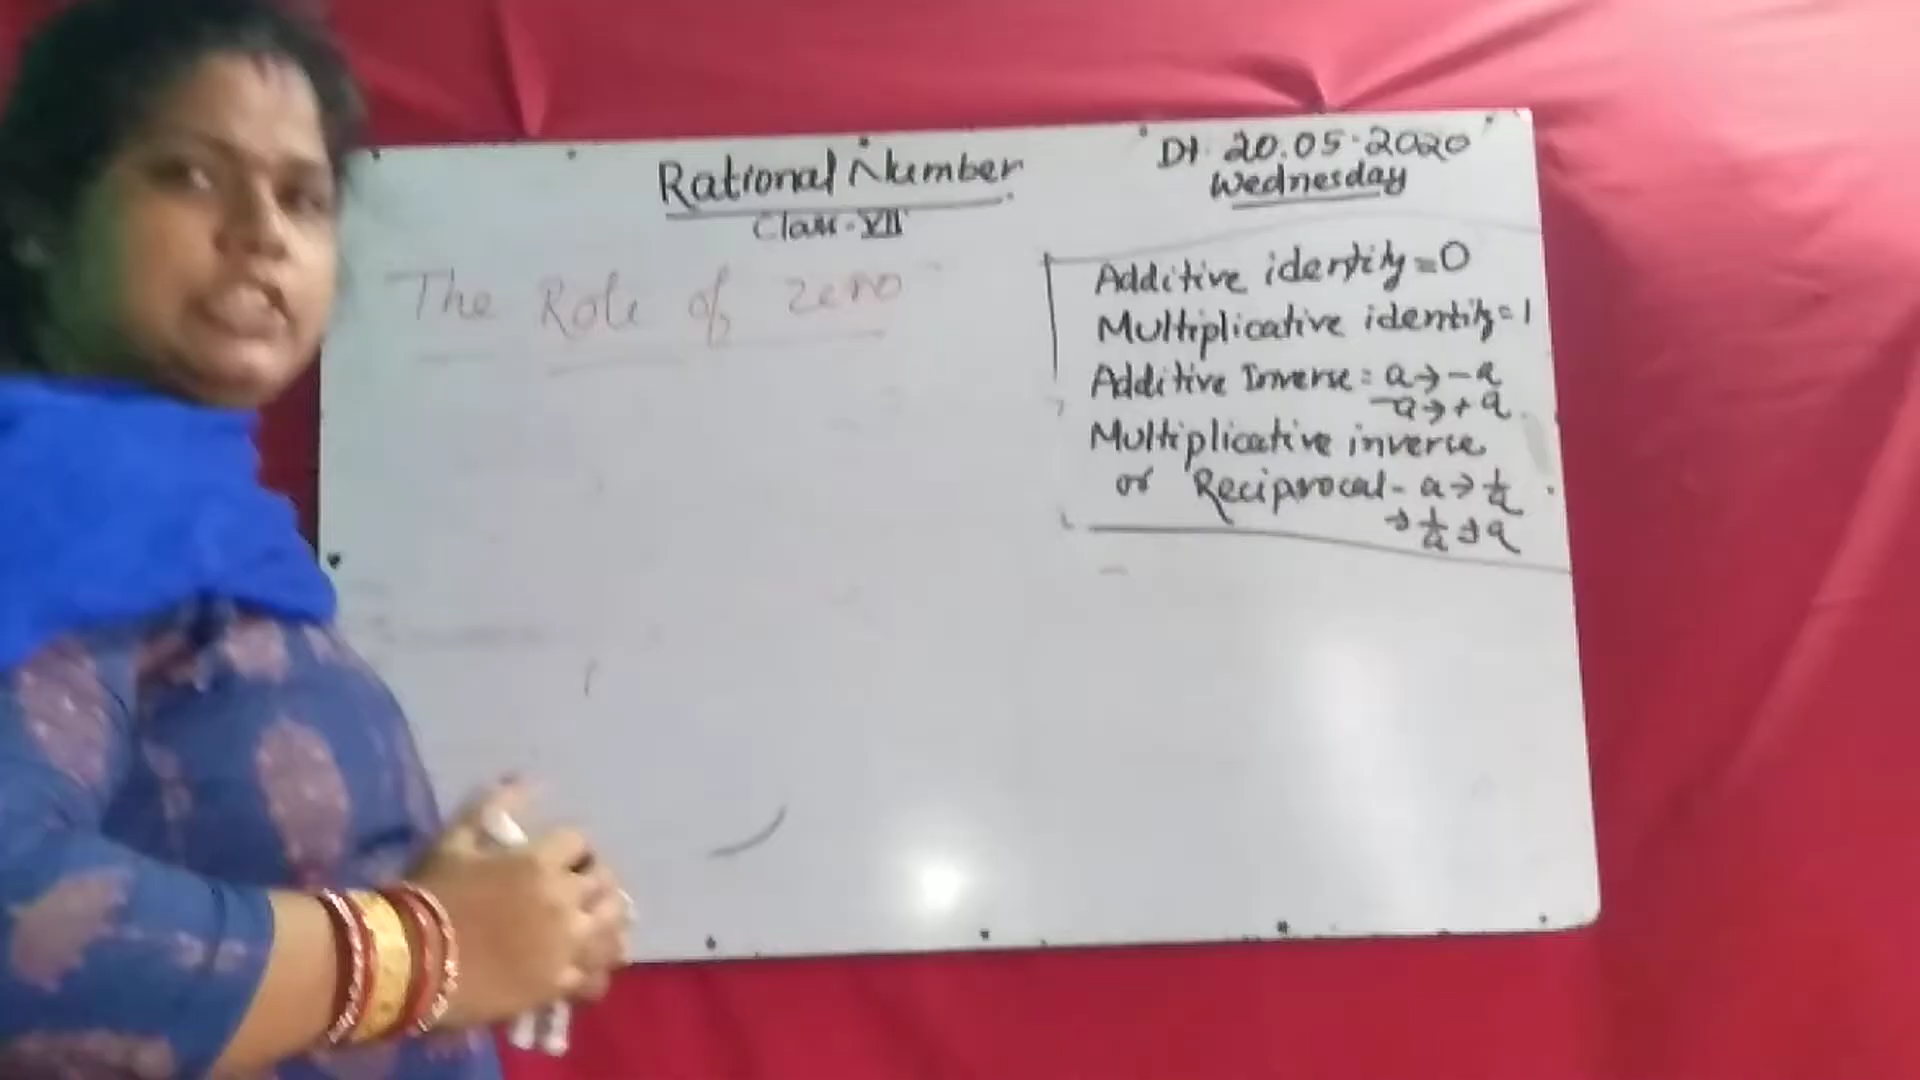 Rational Number
Class - VII
Dt. 20.05.2020
Wednesday
The Role of zero
Additive identity = 0
Multiplicative identity = 1
Additive Inverse : a → -a
-a → + a
Multiplicative inverse
or Reciprocal - a → 1/a
→ 1/a → a